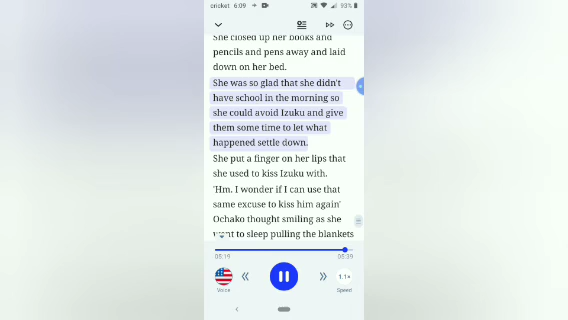 cricket 6:09
93%
She closed up her books and
pencils and pens away and laid
down on her bed.
She was so glad that she didn't
have school in the morning so
she could avoid Izuku and give
them some time to let what
happened settle down.
She put a finger on her lips that
she used to kiss Izuku with.
'Hm. I wonder if I can use that
same excuse to kiss him again'
Ochako thought smiling as she
went to sleep pulling the blankets
05:19 05:39
1.1×
Voice Speed